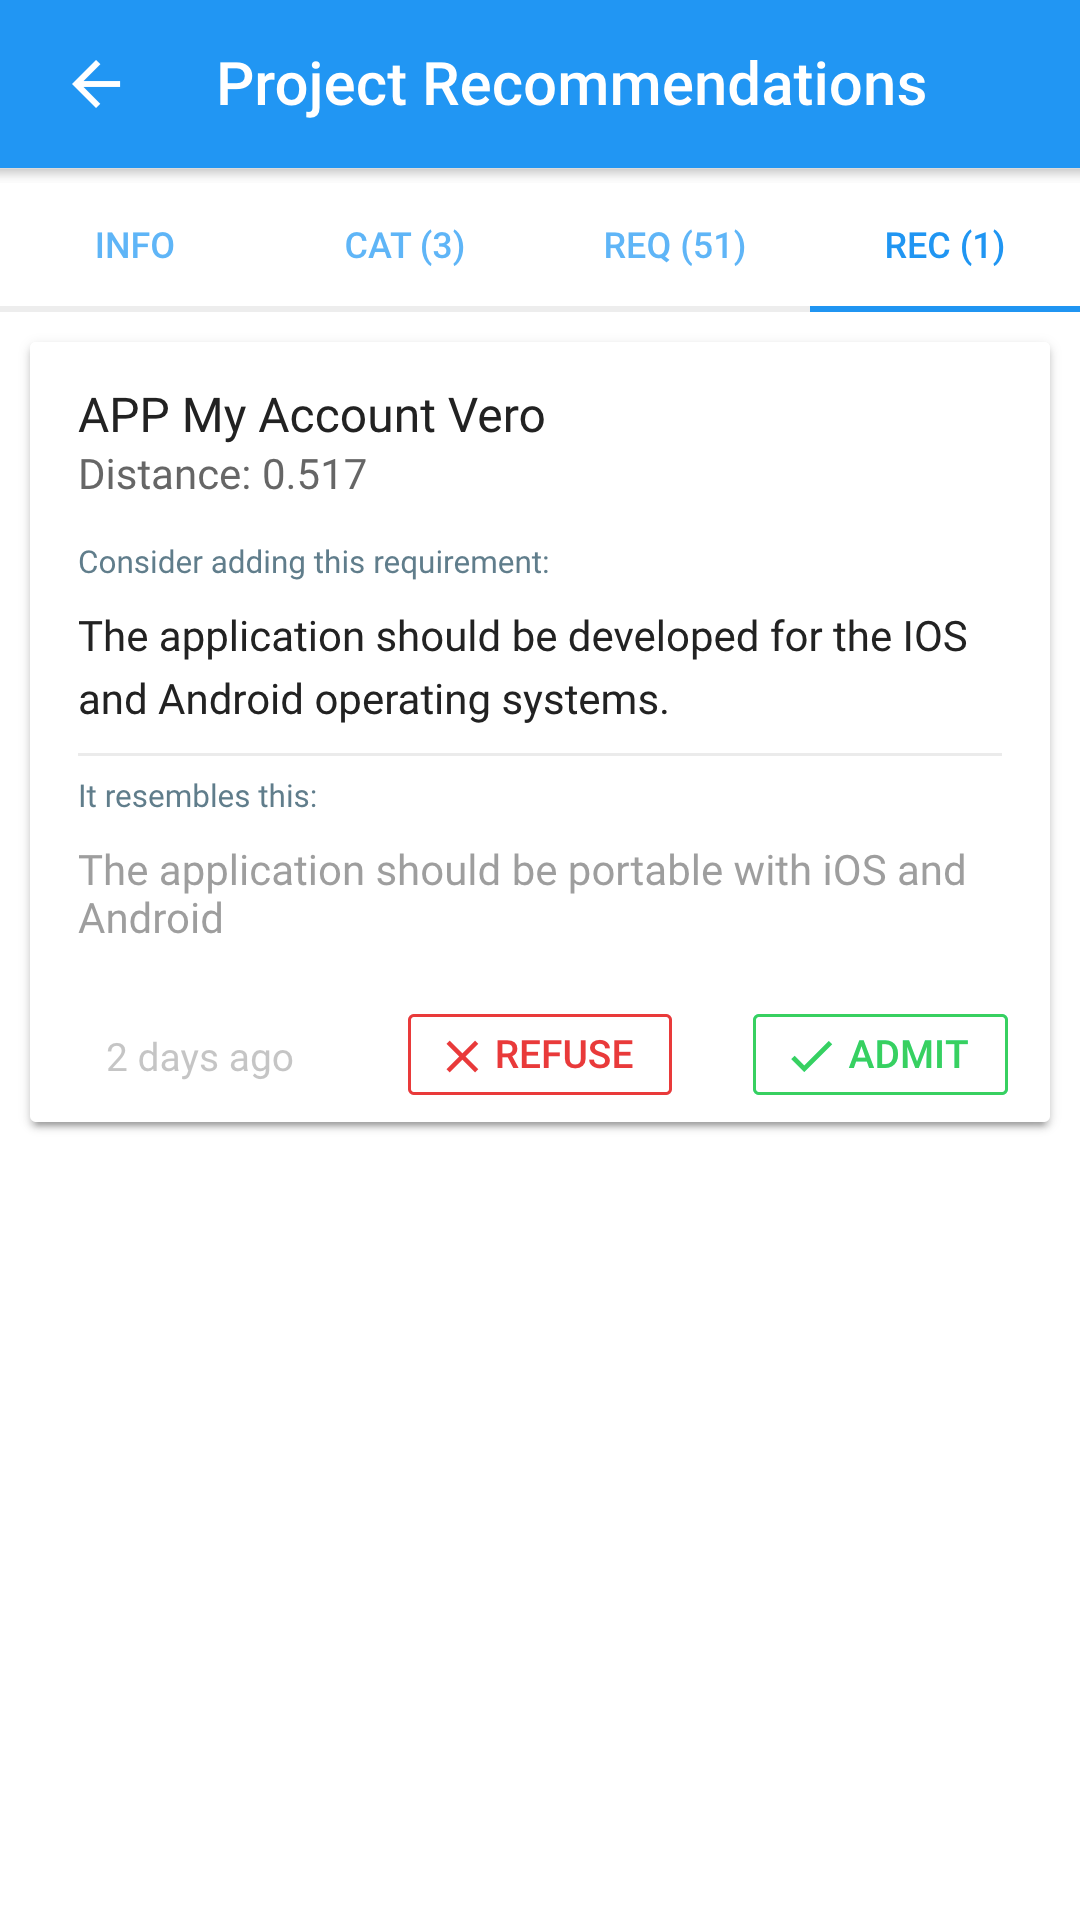 Project Recommendations
INFO
CAT (3)
REQ (51)
REC (1)
APP My Account Vero
Distance: 0.517
Consider adding this requirement:
The application should be developed for the IOS
and Android operating systems.
It resembles this:
The application should be portable with iOS and
Android
2 days ago
REFUSE
ADMIT